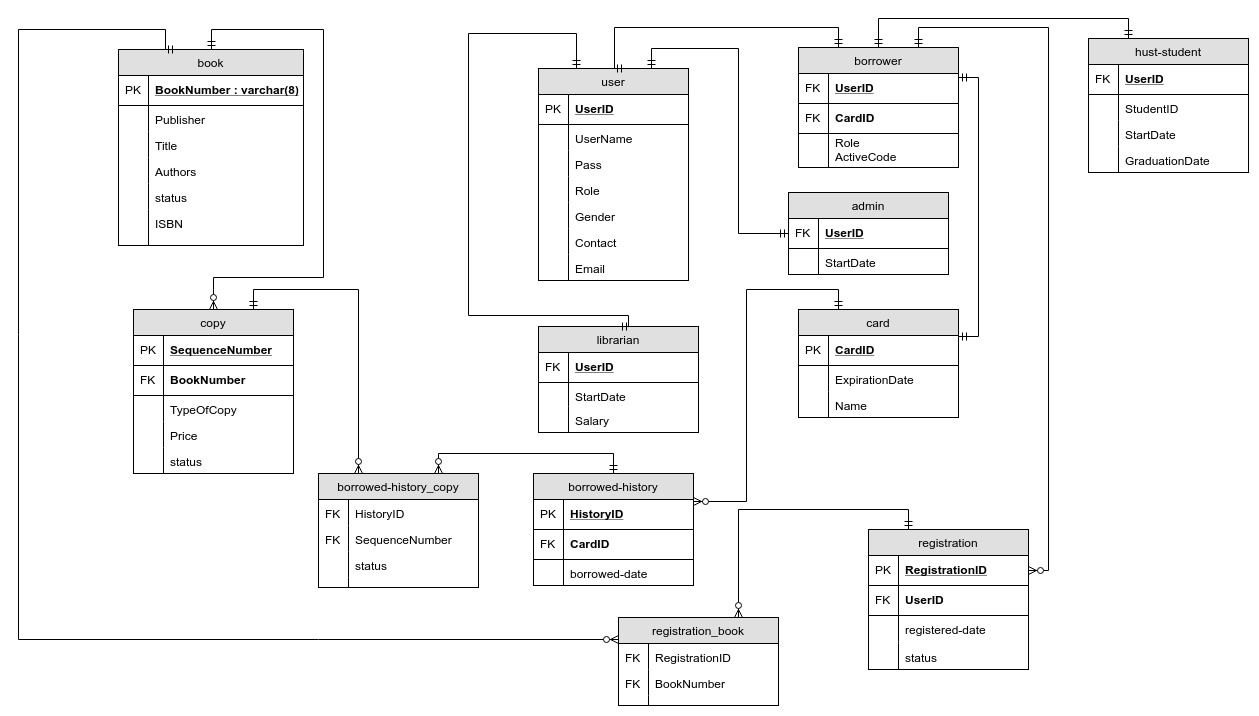 book
PK BookNumber : varchar(8)
Publisher
Title
Authors
status
ISBN
user
PK UserID
UserName
Pass
Role
Gender
Contact
Email
borrower
FK UserID
FK CardID
Role
ActiveCode
hust-student
FK UserID
StudentID
StartDate
GraduationDate
admin
FK UserID
StartDate
copy
PK SequenceNumber
FK BookNumber
TypeOfCopy
Price
status
librarian
FK UserID
StartDate
Salary
card
PK CardID
ExpirationDate
Name
borrowed-history_copy
FK HistoryID
FK SequenceNumber
status
borrowed-history
PK HistoryID
FK CardID
borrowed-date
registration
PK RegistrationID
FK UserID
registered-date
status
registration_book
FK RegistrationID
FK BookNumber